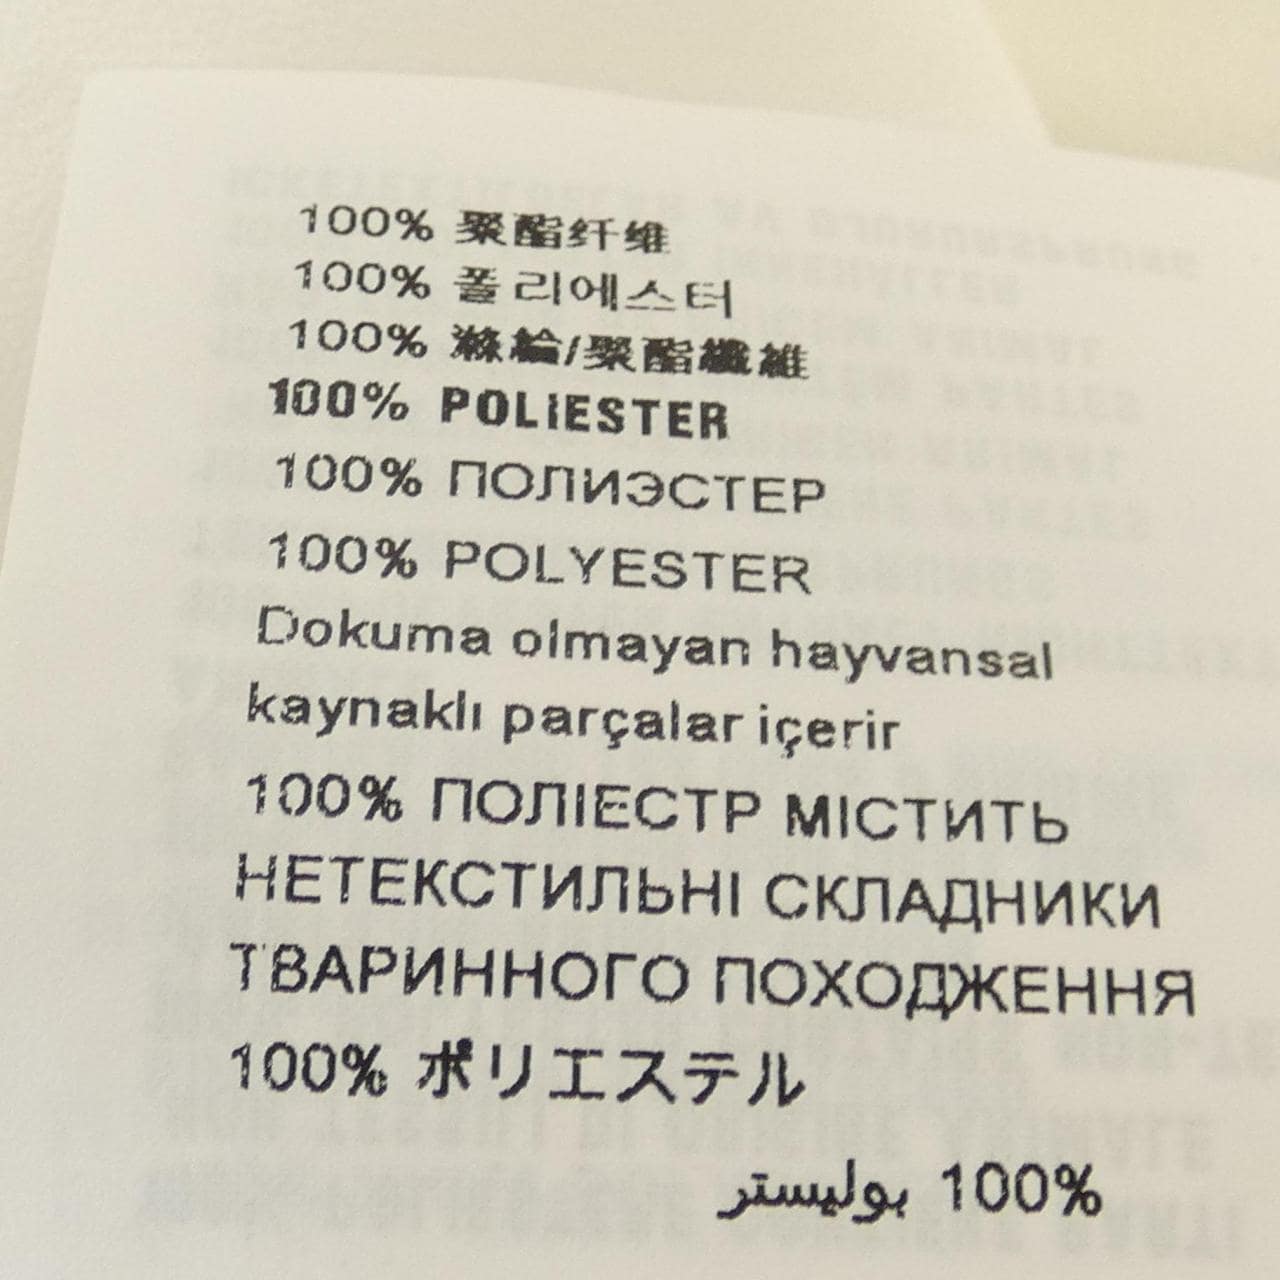 100% 聚酯纤维
100% 폴리에스터
100% 滌綸/聚酯纖維
100% POLIESTER
100% ПОЛИЭСТЕР
100% POLYESTER
Dokuma olmayan hayvansal
kaynaklı parçalar içerir
100% ПОЛІЕСТР МІСТИТЬ
НЕТЕКСТИЛЬНІ СКЛАДНИКИ
ТВАРИННОГО ПОХОДЖЕННЯ
100% ポリエステル
100% بوليستر